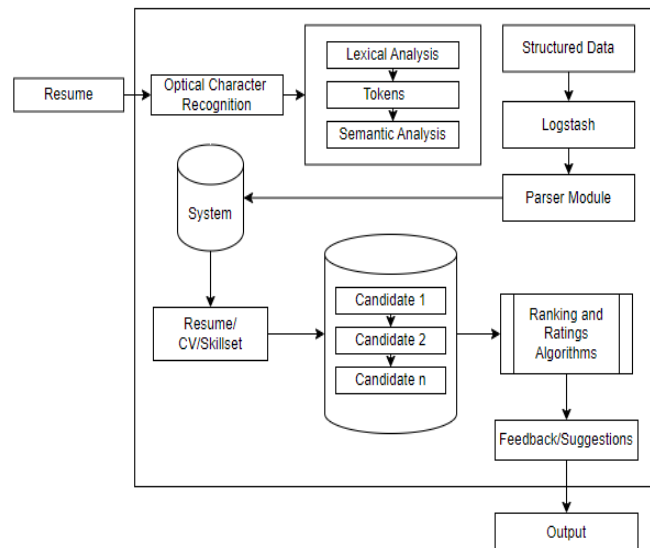 Resume
Optical Character
Recognition
Lexical Analysis
Tokens
Semantic Analysis
Structured Data
Logstash
Parser Module
System
Resume/
CV/Skillset
Candidate 1
Candidate 2
Candidate n
Ranking and
Ratings
Algorithms
Feedback/Suggestions
Output